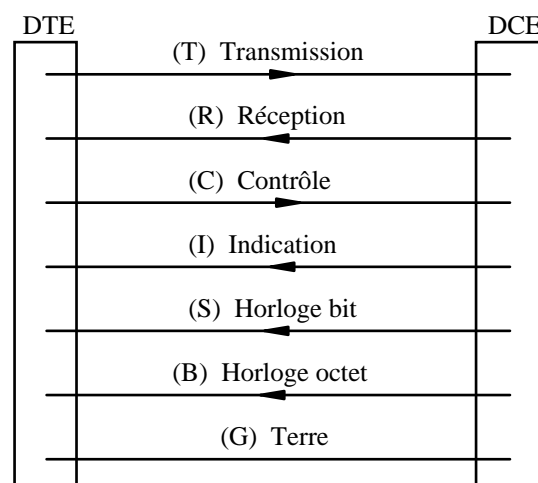 DTE DCE
(T) Transmission
(R) Réception
(C) Contrôle
(I) Indication
(S) Horloge bit
(B) Horloge octet
(G) Terre